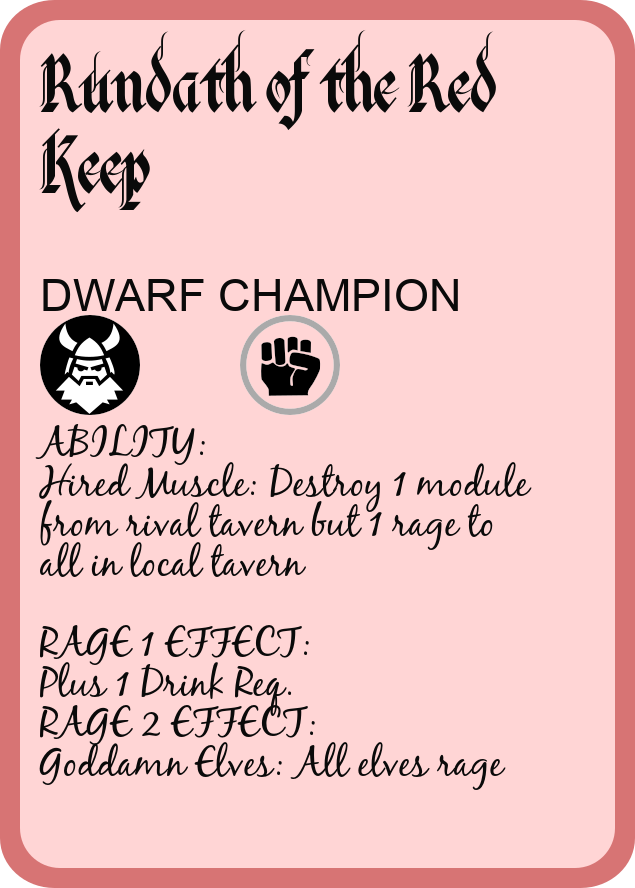 Rundath of the Red
Keep
DWARF CHAMPION
ABILITY:
Hired Muscle: Destroy 1 module
from rival tavern but 1 rage to
all in local tavern
RAGE 1 EFFECT:
Plus 1 Drink Req.
RAGE 2 EFFECT:
Goddamn Elves: All elves rage